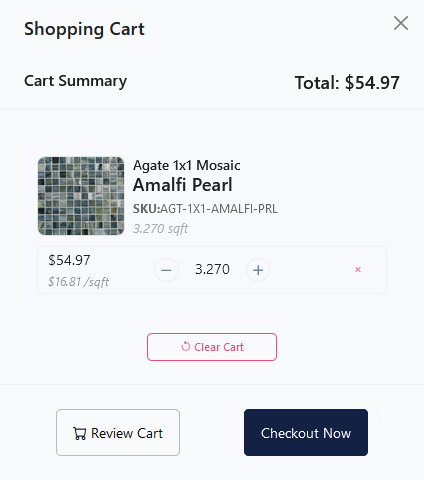 Shopping Cart
Cart Summary
Total: $54.97
Agate 1x1 Mosaic
Amalfi Pearl
SKU:AGT-1X1-AMALFI-PRL
3.270 sqft
$54.97
$16.81 /sqft
− 3.270 +
×
Clear Cart
Review Cart
Checkout Now